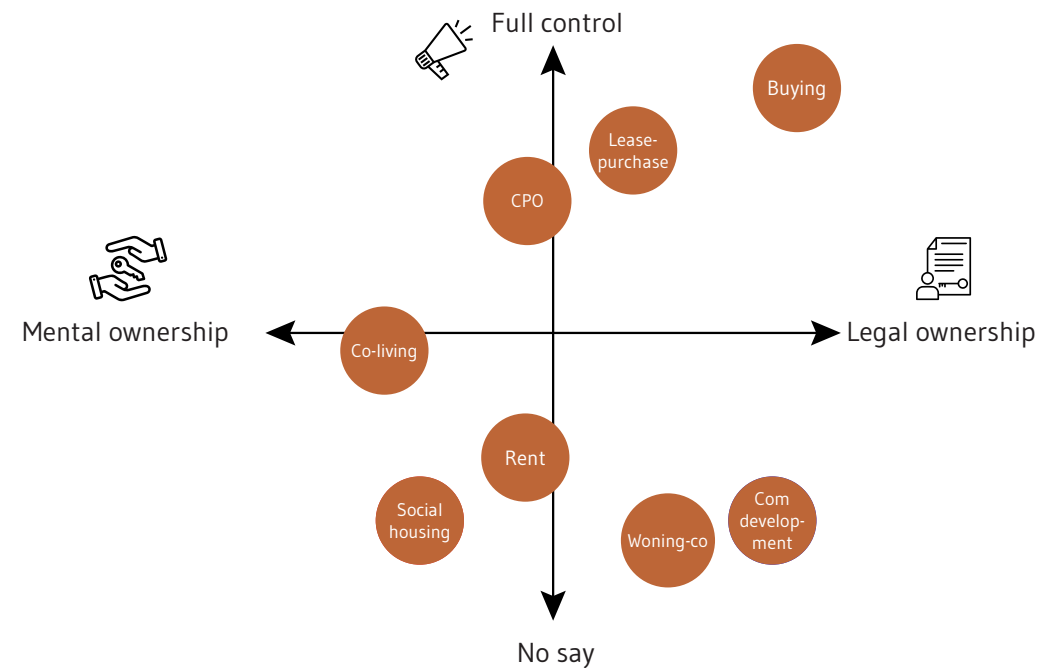 Full control
Buying
Lease-
purchase
CPO
Mental ownership
Legal ownership
Co-living
Rent
Social
housing
Woning-co
Com
develop-
ment
No say